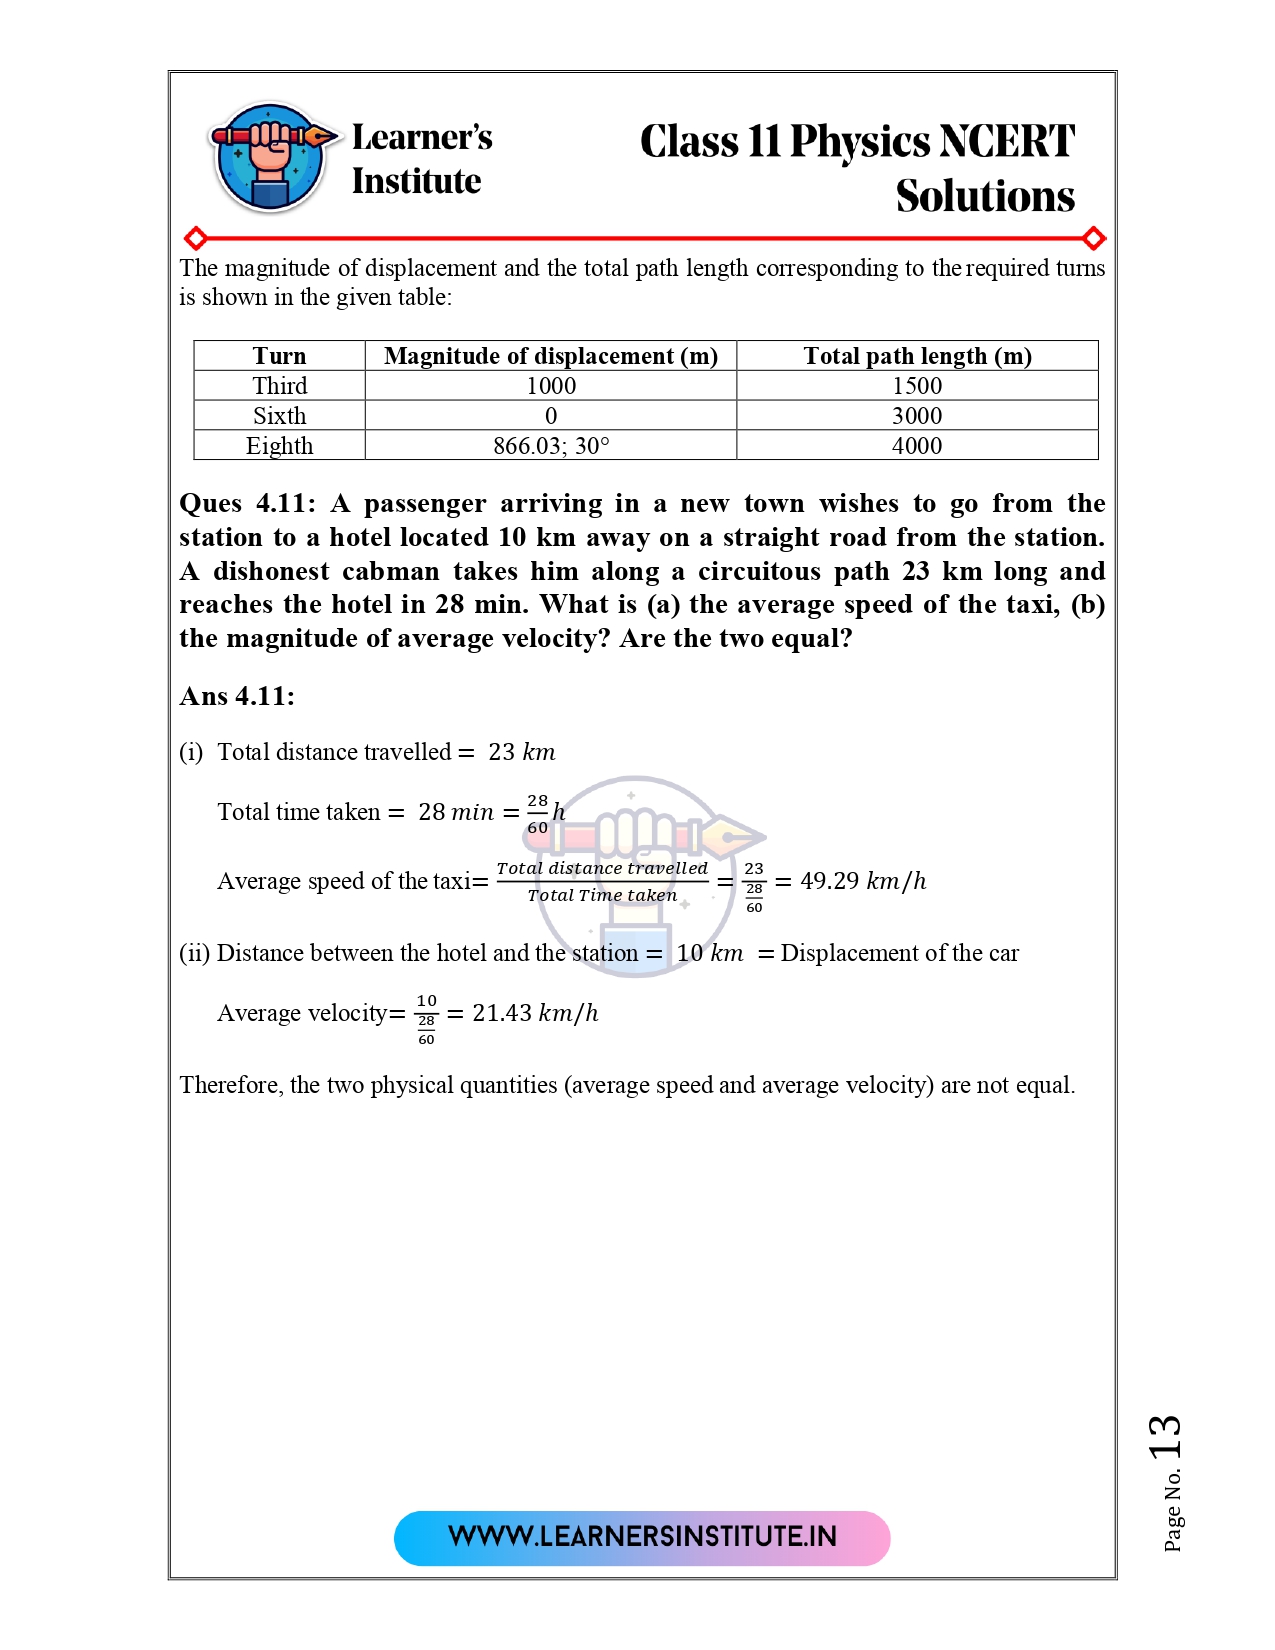 Learner's
Institute
Class 11 Physics NCERT
Solutions
The magnitude of displacement and the total path length corresponding to the required turns
is shown in the given table:
Turn Magnitude of displacement (m) Total path length (m)
Third 1000 1500
Sixth 0 3000
Eighth 866.03; 30° 4000
Ques 4.11: A passenger arriving in a new town wishes to go from the
station to a hotel located 10 km away on a straight road from the station.
A dishonest cabman takes him along a circuitous path 23 km long and
reaches the hotel in 28 min. What is (a) the average speed of the taxi, (b)
the magnitude of average velocity? Are the two equal?
Ans 4.11:
(i) Total distance travelled = 23 km
Total time taken = 28 min = 28/60 h
Average speed of the taxi= Total distance travelled/Total Time taken = 23/(28/60) = 49.29 km/h
(ii) Distance between the hotel and the station = 10 km = Displacement of the car
Average velocity= 10/(28/60) = 21.43 km/h
Therefore, the two physical quantities (average speed and average velocity) are not equal.
Page No. 13
WWW.LEARNERSINSTITUTE.IN